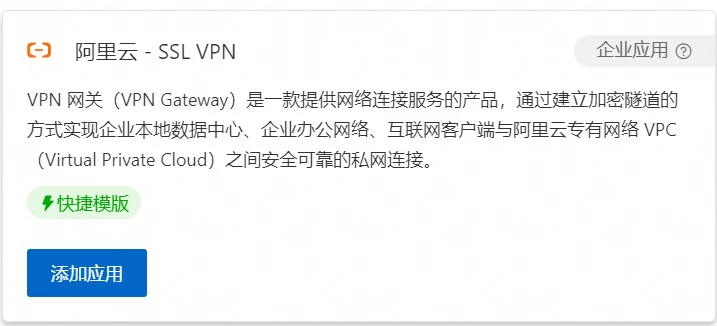 阿里云 - SSL VPN
企业应用
VPN 网关（VPN Gateway）是一款提供网络连接服务的产品，通过建立加密隧道的
方式实现企业本地数据中心、企业办公网络、互联网客户端与阿里云专有网络 VPC
（Virtual Private Cloud）之间安全可靠的私网连接。
快捷模版
添加应用